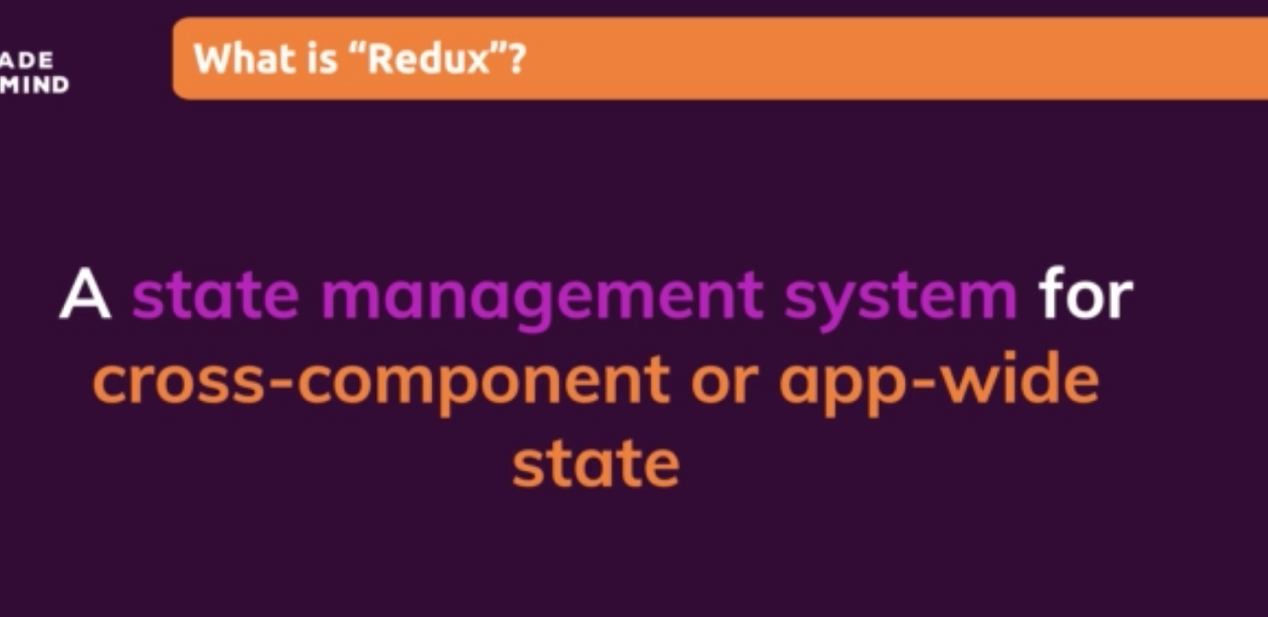 ADE
MIND
What is “Redux”?
A state management system for
cross-component or app-wide
state